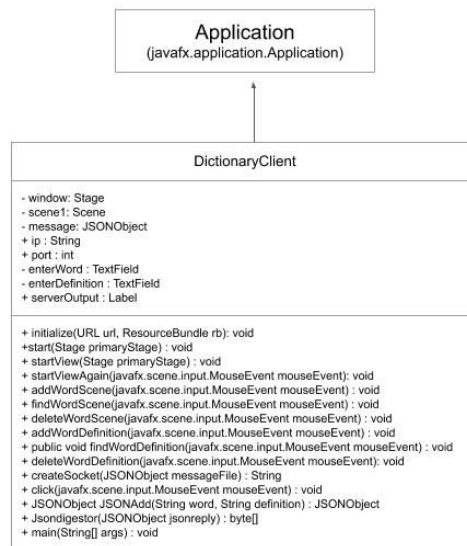 Application
(javafx.application.Application)
DictionaryClient
- window: Stage
- scene1: Scene
- message: JSONObject
+ ip : String
+ port : int
- enterWord : TextField
- enterDefinition : TextField
+ serverOutput : Label
+ initialize(URL url, ResourceBundle rb): void
+start(Stage primaryStage) : void
+ startView(Stage primaryStage) : void
+ startViewAgain(javafx.scene.input.MouseEvent mouseEvent): void
+ addWordScene(javafx.scene.input.MouseEvent mouseEvent) : void
+ findWordScene(javafx.scene.input.MouseEvent mouseEvent) : void
+ deleteWordScene(javafx.scene.input.MouseEvent mouseEvent) : void
+ addWordDefinition(javafx.scene.input.MouseEvent mouseEvent) : void
+ public void findWordDefinition(javafx.scene.input.MouseEvent mouseEvent) : void
+ deleteWordDefinition(javafx.scene.input.MouseEvent mouseEvent): void
+ createSocket(JSONObject messageFile) : String
+ click(javafx.scene.input.MouseEvent mouseEvent) : void
+ JSONObject JSONAdd(String word, String definition) : JSONObject
+ Jsondigestor(JSONObject jsonreply) : byte[]
+ main(String[] args) : void